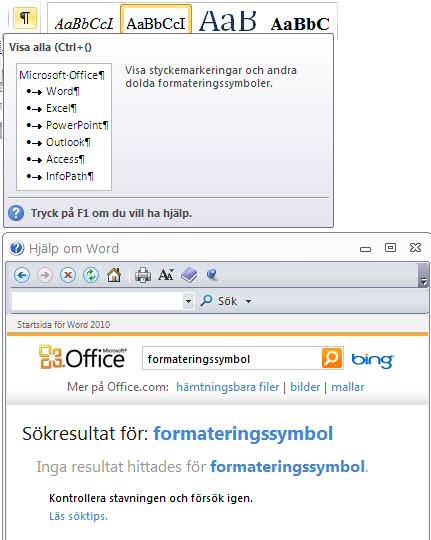 ¶ AaBbCcI AaBbCcI AaB AaBbC
Visa alla (Ctrl+()
Microsoft·Office¶
Word¶
Excel¶
PowerPoint¶
Outlook¶
Access¶
InfoPath¶
Visa styckemarkeringar och andra
dolda formateringssymboler.
Tryck på F1 om du vill ha hjälp.
Hjälp om Word
Sök
Startsida för Word 2010
Microsoft®
Office
formateringssymbol
bing™
Mer på Office.com: hämtningsbara filer | bilder | mallar
Sökresultat för: formateringssymbol
Inga resultat hittades för formateringssymbol.
Kontrollera stavningen och försök igen.
Läs söktips.